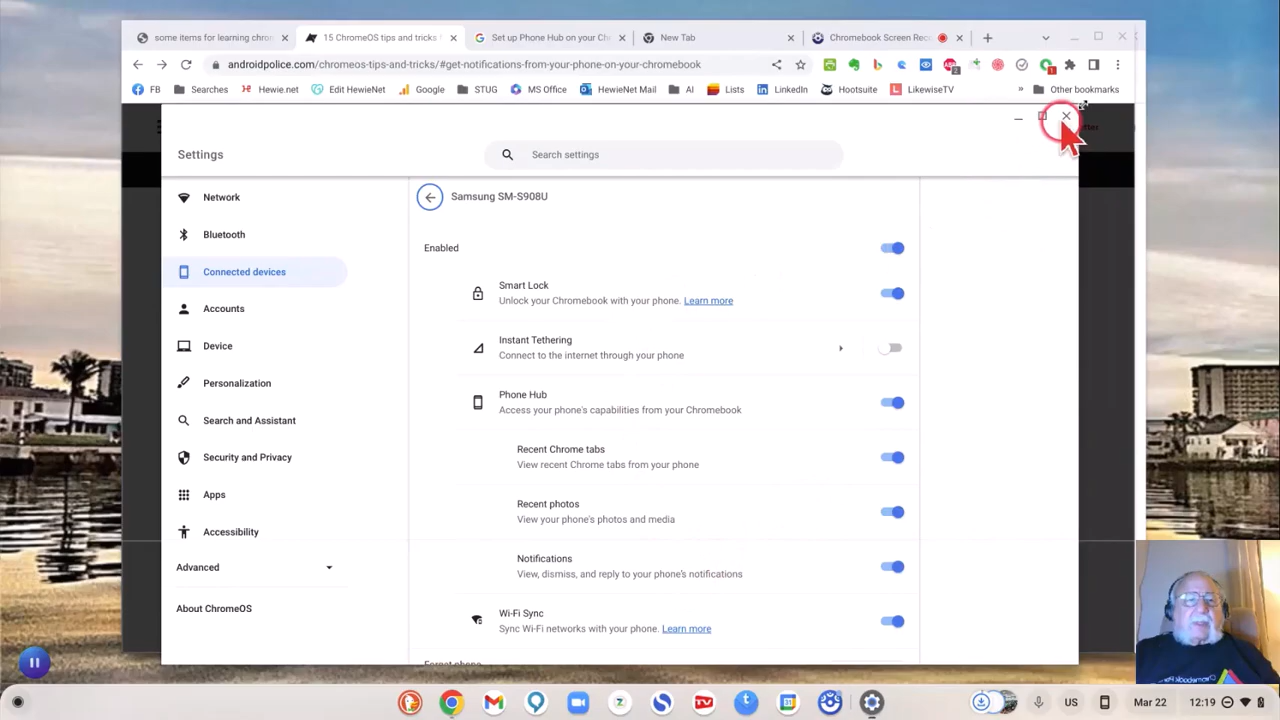 some items for learning chro
15 ChromeOS tips and tricks
Set up Phone Hub on your Ch
New Tab
Chromebook Screen Rec
androidpolice.com/chromeos-tips-and-tricks/#get-notifications-from-your-phone-on-your-chromebook
FB
Searches
Hewie.net
Edit HewieNet
Google
STUG
MS Office
HewieNet Mail
AI
Lists
LinkedIn
Hootsuite
LikewiseTV
»
Other bookmarks
Settings
Search settings
Network
Bluetooth
Connected devices
Accounts
Device
Personalization
Search and Assistant
Security and Privacy
Apps
Accessibility
Advanced
About ChromeOS
Samsung SM-S908U
Enabled
Smart Lock
Unlock your Chromebook with your phone. Learn more
Instant Tethering
Connect to the internet through your phone
Phone Hub
Access your phone's capabilities from your Chromebook
Recent Chrome tabs
View recent Chrome tabs from your phone
Recent photos
View your phone's photos and media
Notifications
View, dismiss, and reply to your phone's notifications
Wi-Fi Sync
Sync Wi-Fi networks with your phone. Learn more
Forget phone
US
Mar 22
12:19